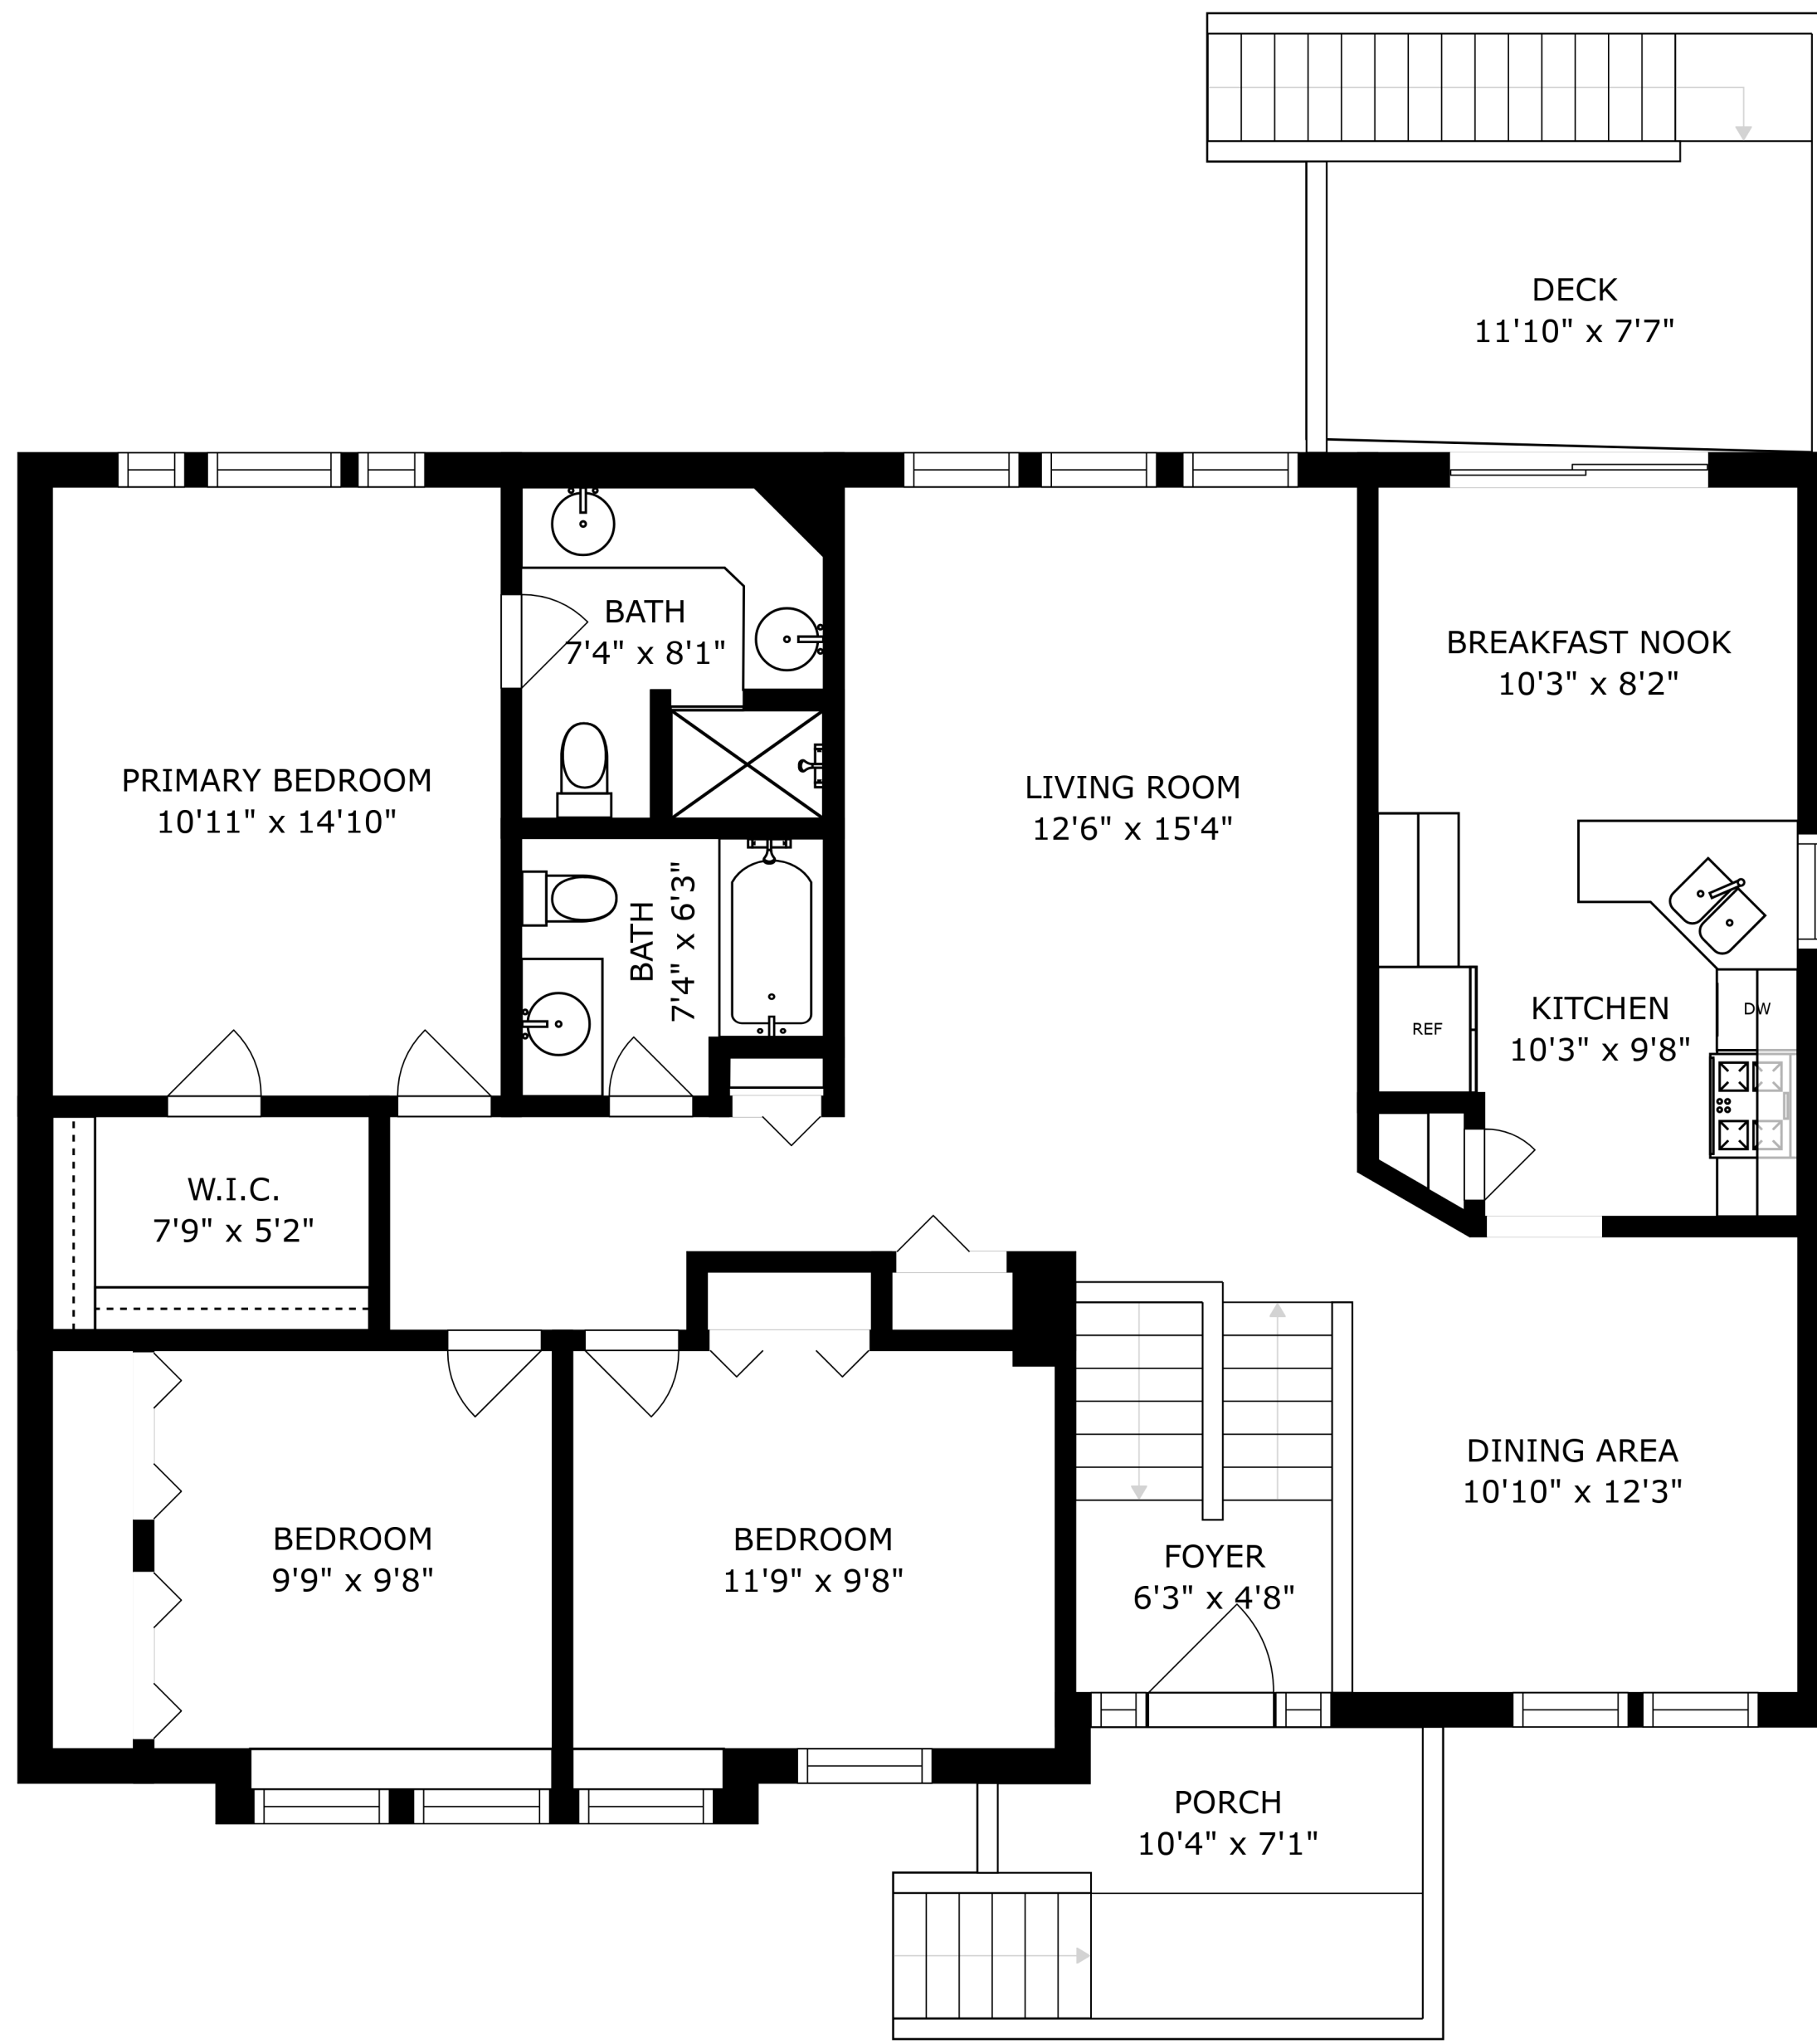 DECK
11'10" x 7'7"
BATH
7'4" x 8'1"
BREAKFAST NOOK
10'3" x 8'2"
PRIMARY BEDROOM
10'11" x 14'10"
LIVING ROOM
12'6" x 15'4"
BATH
7'4" x 6'3"
KITCHEN
10'3" x 9'8"
REF
DW
W.I.C.
7'9" x 5'2"
DINING AREA
10'10" x 12'3"
BEDROOM
9'9" x 9'8"
BEDROOM
11'9" x 9'8"
FOYER
6'3" x 4'8"
PORCH
10'4" x 7'1"